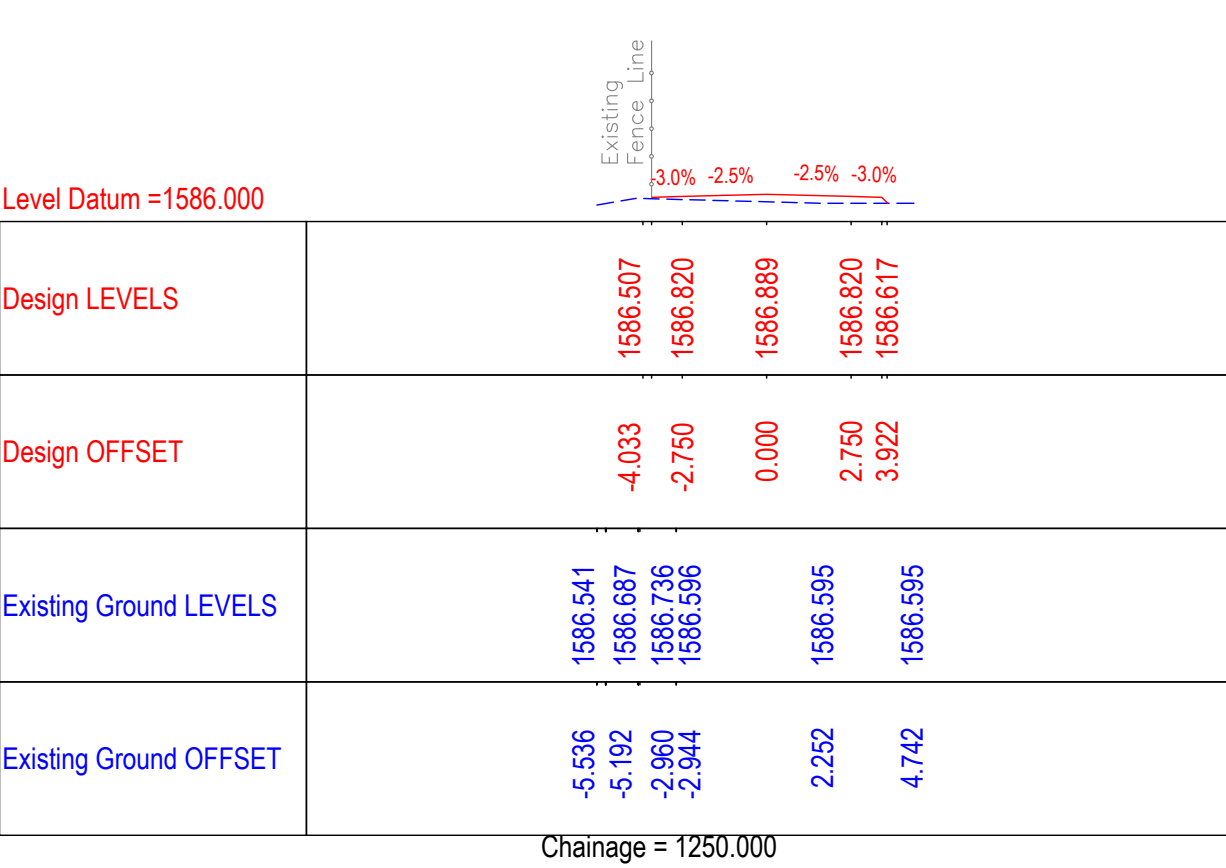 Existing
Fence Line
-3.0% -2.5% -2.5% -3.0%
Level Datum =1586.000
Design LEVELS
1586.507
1586.820
1586.889
1586.820
1586.617
Design OFFSET
-4.033
-2.750
0.000
2.750
3.922
Existing Ground LEVELS
1586.541
1586.687
1586.736
1586.596
1586.595
1586.595
Existing Ground OFFSET
-5.536
-5.192
-2.960
-2.944
2.252
4.742
Chainage = 1250.000